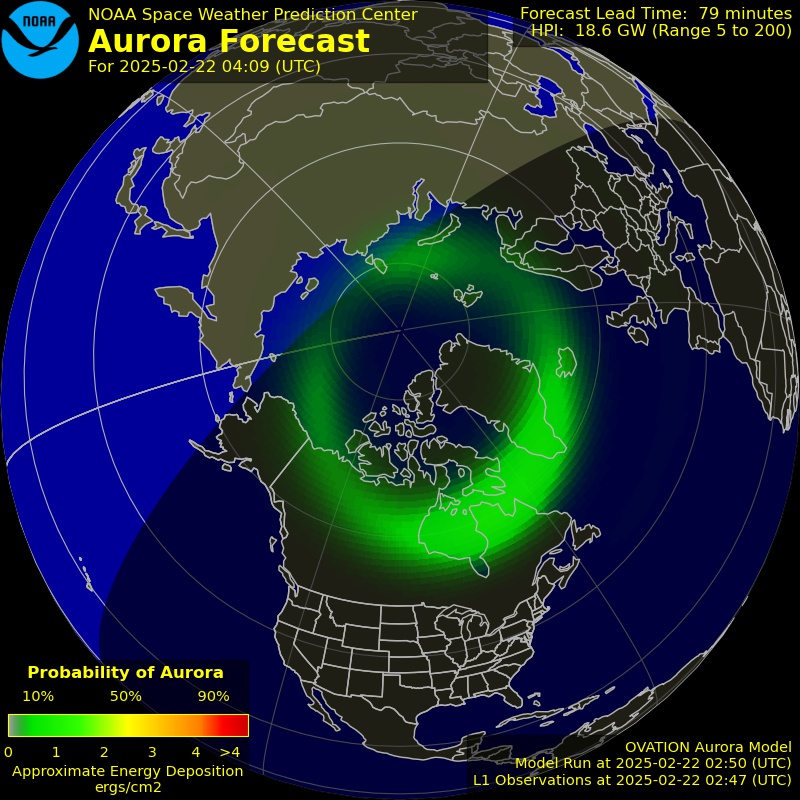 NOAA
NOAA Space Weather Prediction Center
Aurora Forecast
For 2025-02-22 04:09 (UTC)
Forecast Lead Time: 79 minutes
HPI: 18.6 GW (Range 5 to 200)
Probability of Aurora
10% 50% 90%
0 1 2 3 4 >4
Approximate Energy Deposition
ergs/cm2
OVATION Aurora Model
Model Run at 2025-02-22 02:50 (UTC)
L1 Observations at 2025-02-22 02:47 (UTC)